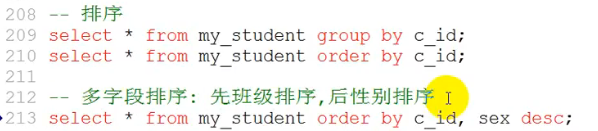 208 -- 排序
209 select * from my_student group by c_id;
210 select * from my_student order by c_id;
211
212 -- 多字段排序: 先班级排序,后性别排序
213 select * from my_student order by c_id, sex desc;